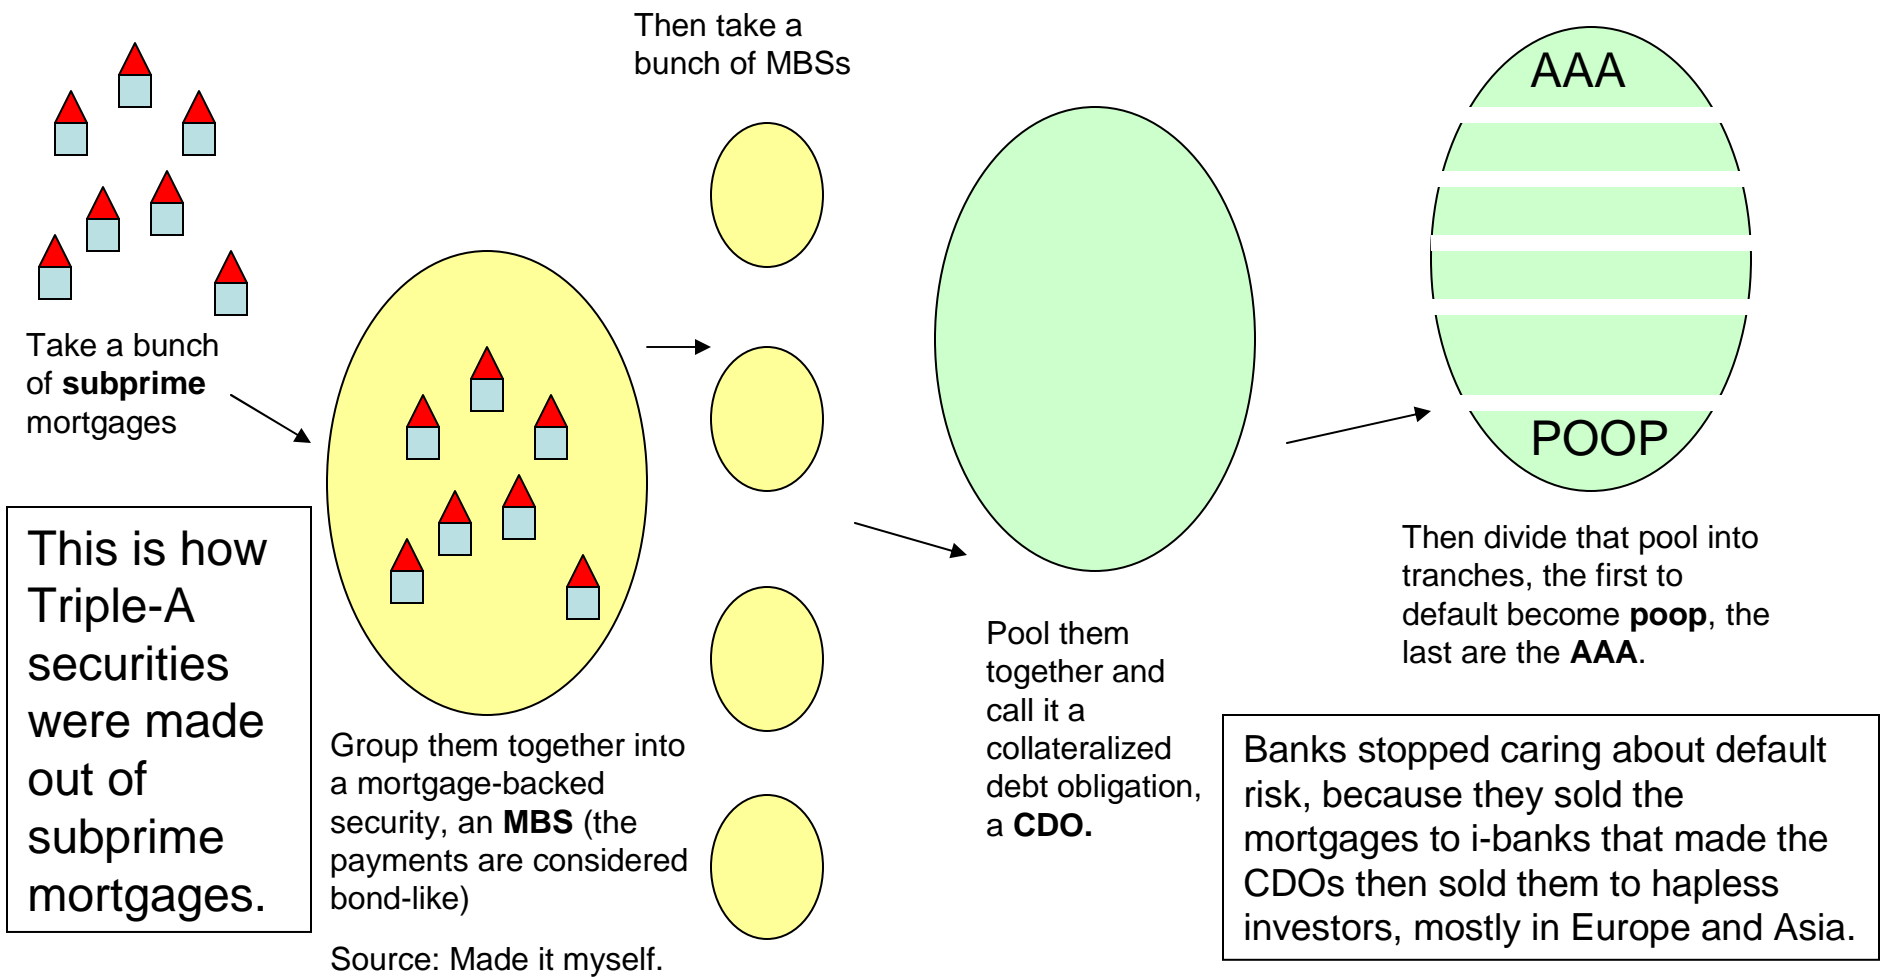 Take a bunch
of subprime
mortgages
This is how
Triple-A
securities
were made
out of
subprime
mortgages.
Group them together into
a mortgage-backed
security, an MBS (the
payments are considered
bond-like)
Source: Made it myself.
Then take a
bunch of MBSs
Pool them
together and
call it a
collateralized
debt obligation,
a CDO.
AAA
POOP
Then divide that pool into
tranches, the first to
default become poop, the
last are the AAA.
Banks stopped caring about default
risk, because they sold the
mortgages to i-banks that made the
CDOs then sold them to hapless
investors, mostly in Europe and Asia.